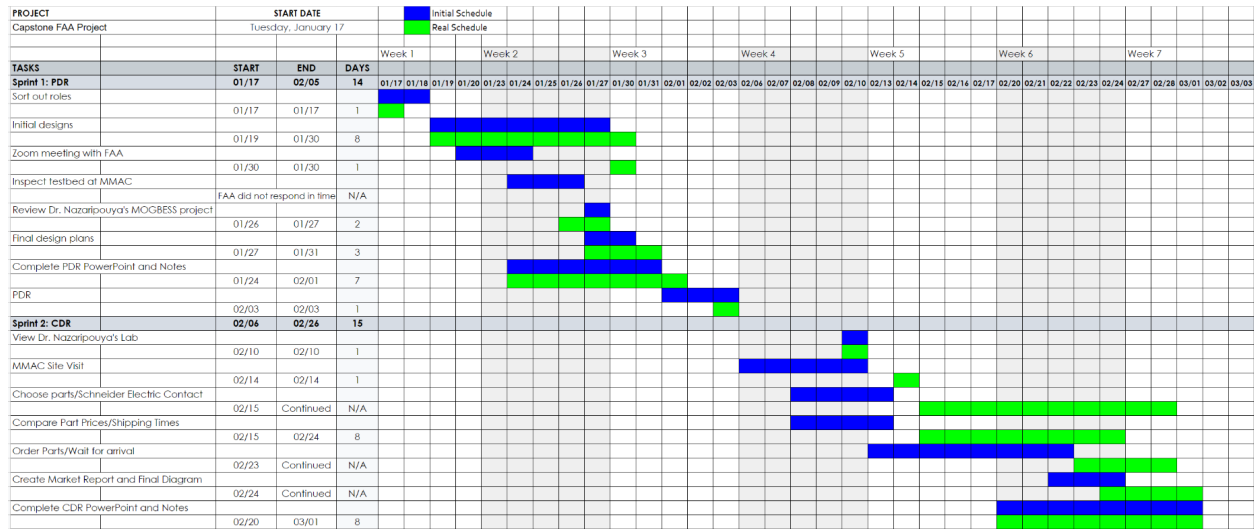 PROJECT START DATE Initial Schedule
Capstone FAA Project Tuesday, January 17 Real Schedule
Week 1 Week 2 Week 3 Week 4 Week 5 Week 6 Week 7
TASKS START END DAYS
Sprint 1: PDR 01/17 02/05 14 01/17 01/18 01/19 01/20 01/23 01/24 01/25 01/26 01/27 01/30 01/31 02/01 02/02 02/03 02/06 02/07 02/08 02/09 02/10 02/13 02/14 02/15 02/16 02/17 02/20 02/21 02/22 02/23 02/24 02/27 02/28 03/01 03/02 03/03
Sort out roles
01/17 01/17 1
Initial designs
01/19 01/30 8
Zoom meeting with FAA
01/30 01/30 1
Inspect testbed at MMAC
FAA did not respond in time N/A
Review Dr. Nazaripouya's MOGBESS project
01/26 01/27 2
Final design plans
01/27 01/31 3
Complete PDR PowerPoint and Notes
01/24 02/01 7
PDR
02/03 02/03 1
Sprint 2: CDR 02/06 02/26 15
View Dr. Nazaripouya's Lab
02/10 02/10 1
MMAC Site Visit
02/14 02/14 1
Choose parts/Schneider Electric Contact
02/15 Continued N/A
Compare Part Prices/Shipping Times
02/15 02/24 8
Order Parts/Wait for arrival
02/23 Continued N/A
Create Market Report and Final Diagram
02/24 Continued N/A
Complete CDR PowerPoint and Notes
02/20 03/01 8